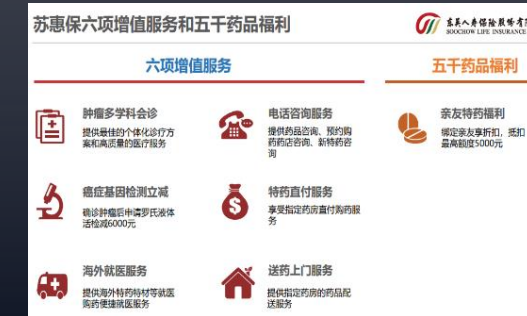 苏惠保六项增值服务和五千药品福利
东吴人寿保险股份有
SOOCHOW LIFE INSURANCE
六项增值服务
五千药品福利
肿瘤多学科会诊
提供最佳的个体化诊疗方
案和高质量的医疗服务
电话咨询服务
提供药品咨询、预约购
药药店咨询、新特药咨
询
亲友特药福利
绑定亲友享折扣，抵扣
最高额度5000元
癌症基因检测立减
确诊肿瘤后申请罗氏液体
活检减6000元
特药直付服务
享受指定药房直付购药服
务
海外就医服务
提供海外特药特材等就医
购药便捷就医服务
送药上门服务
提供指定药房的药品配
送服务